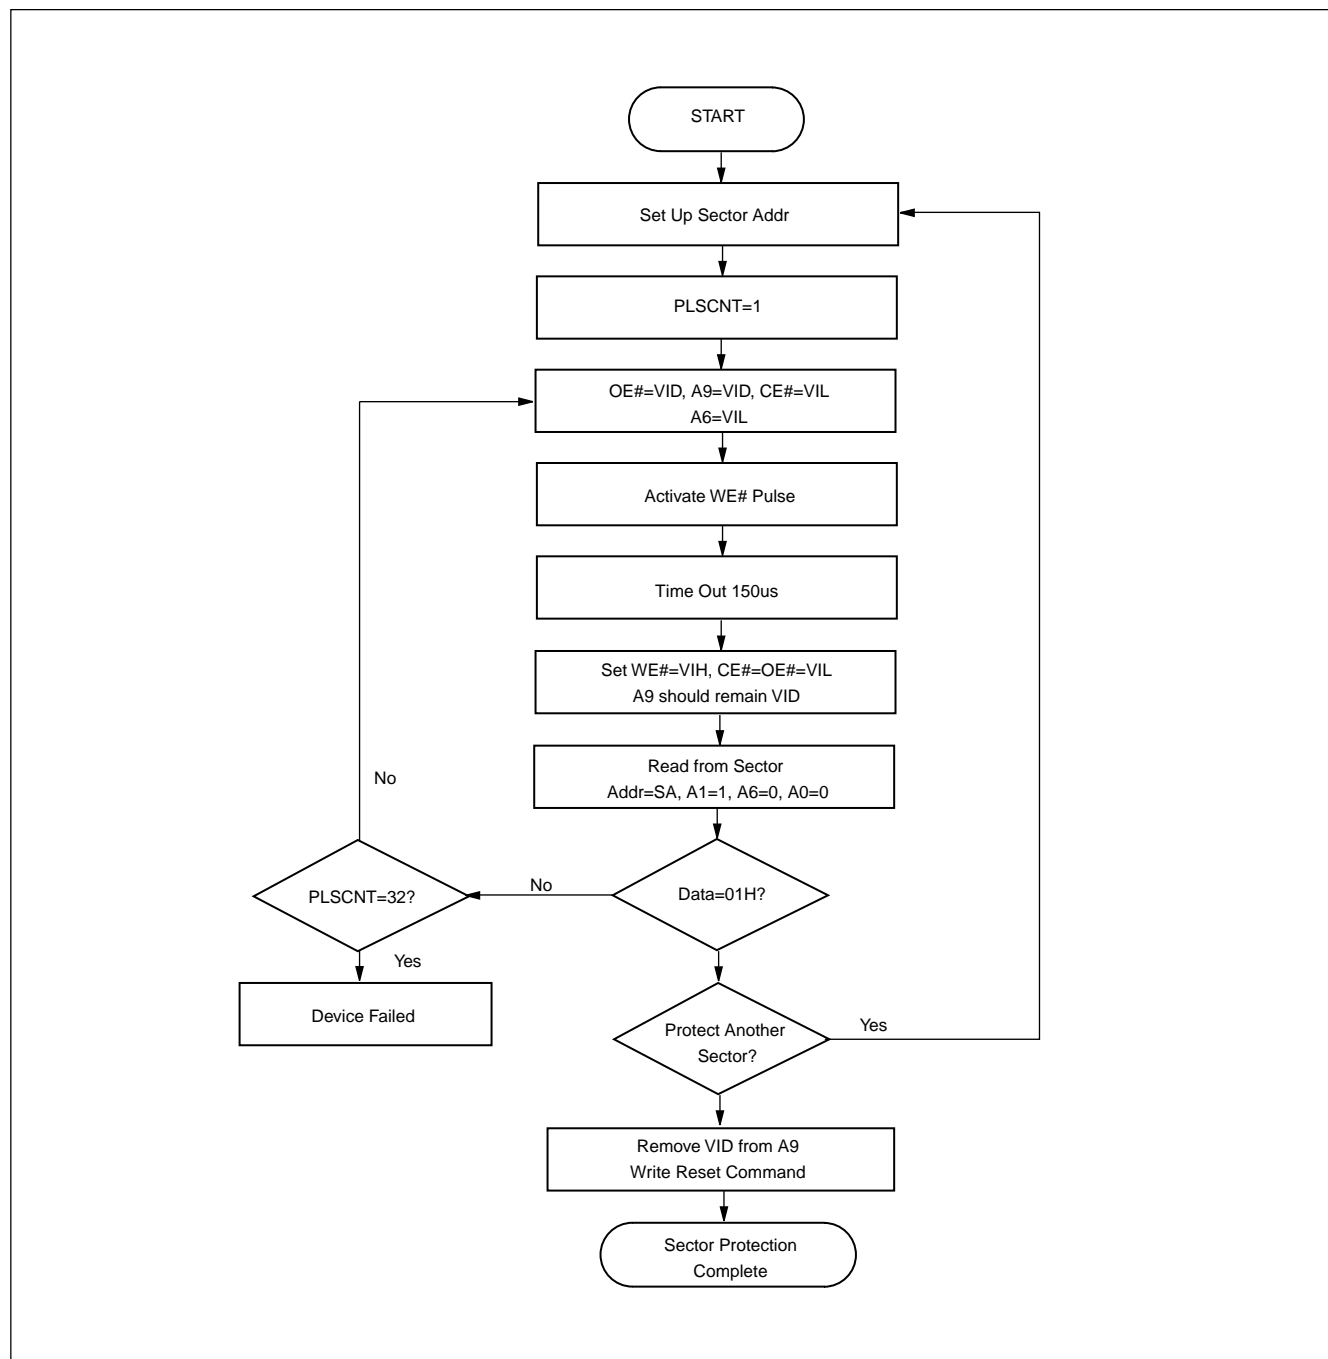 START
Set Up Sector Addr
PLSCNT=1
OE#=VID, A9=VID, CE#=VIL
A6=VIL
Activate WE# Pulse
Time Out 150us
Set WE#=VIH, CE#=OE#=VIL
A9 should remain VID
Read from Sector
Addr=SA, A1=1, A6=0, A0=0
No
PLSCNT=32?
No
Data=01H?
Yes
Device Failed
Protect Another
Sector?
Yes
Remove VID from A9
Write Reset Command
Sector Protection
Complete